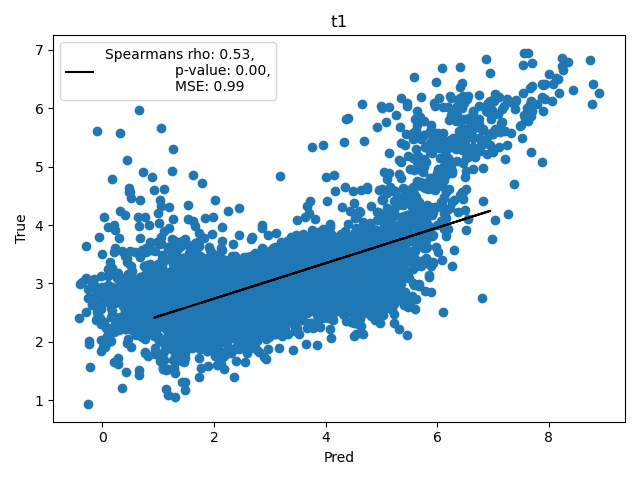 t1
Spearmans rho: 0.53,
p-value: 0.00,
MSE: 0.99
7
6
5
4
3
2
1
True
0 2 4 6 8
Pred